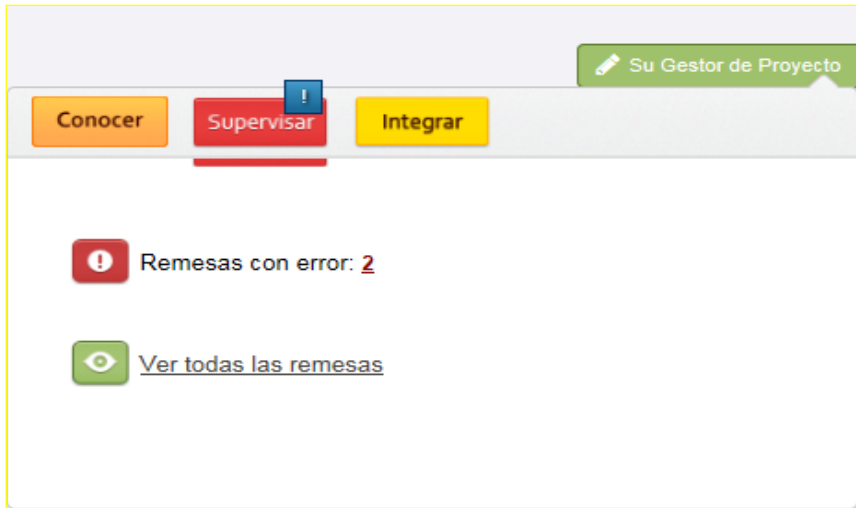 Su Gestor de Proyecto
!
Conocer
Supervisar
Integrar
Remesas con error: 2
Ver todas las remesas